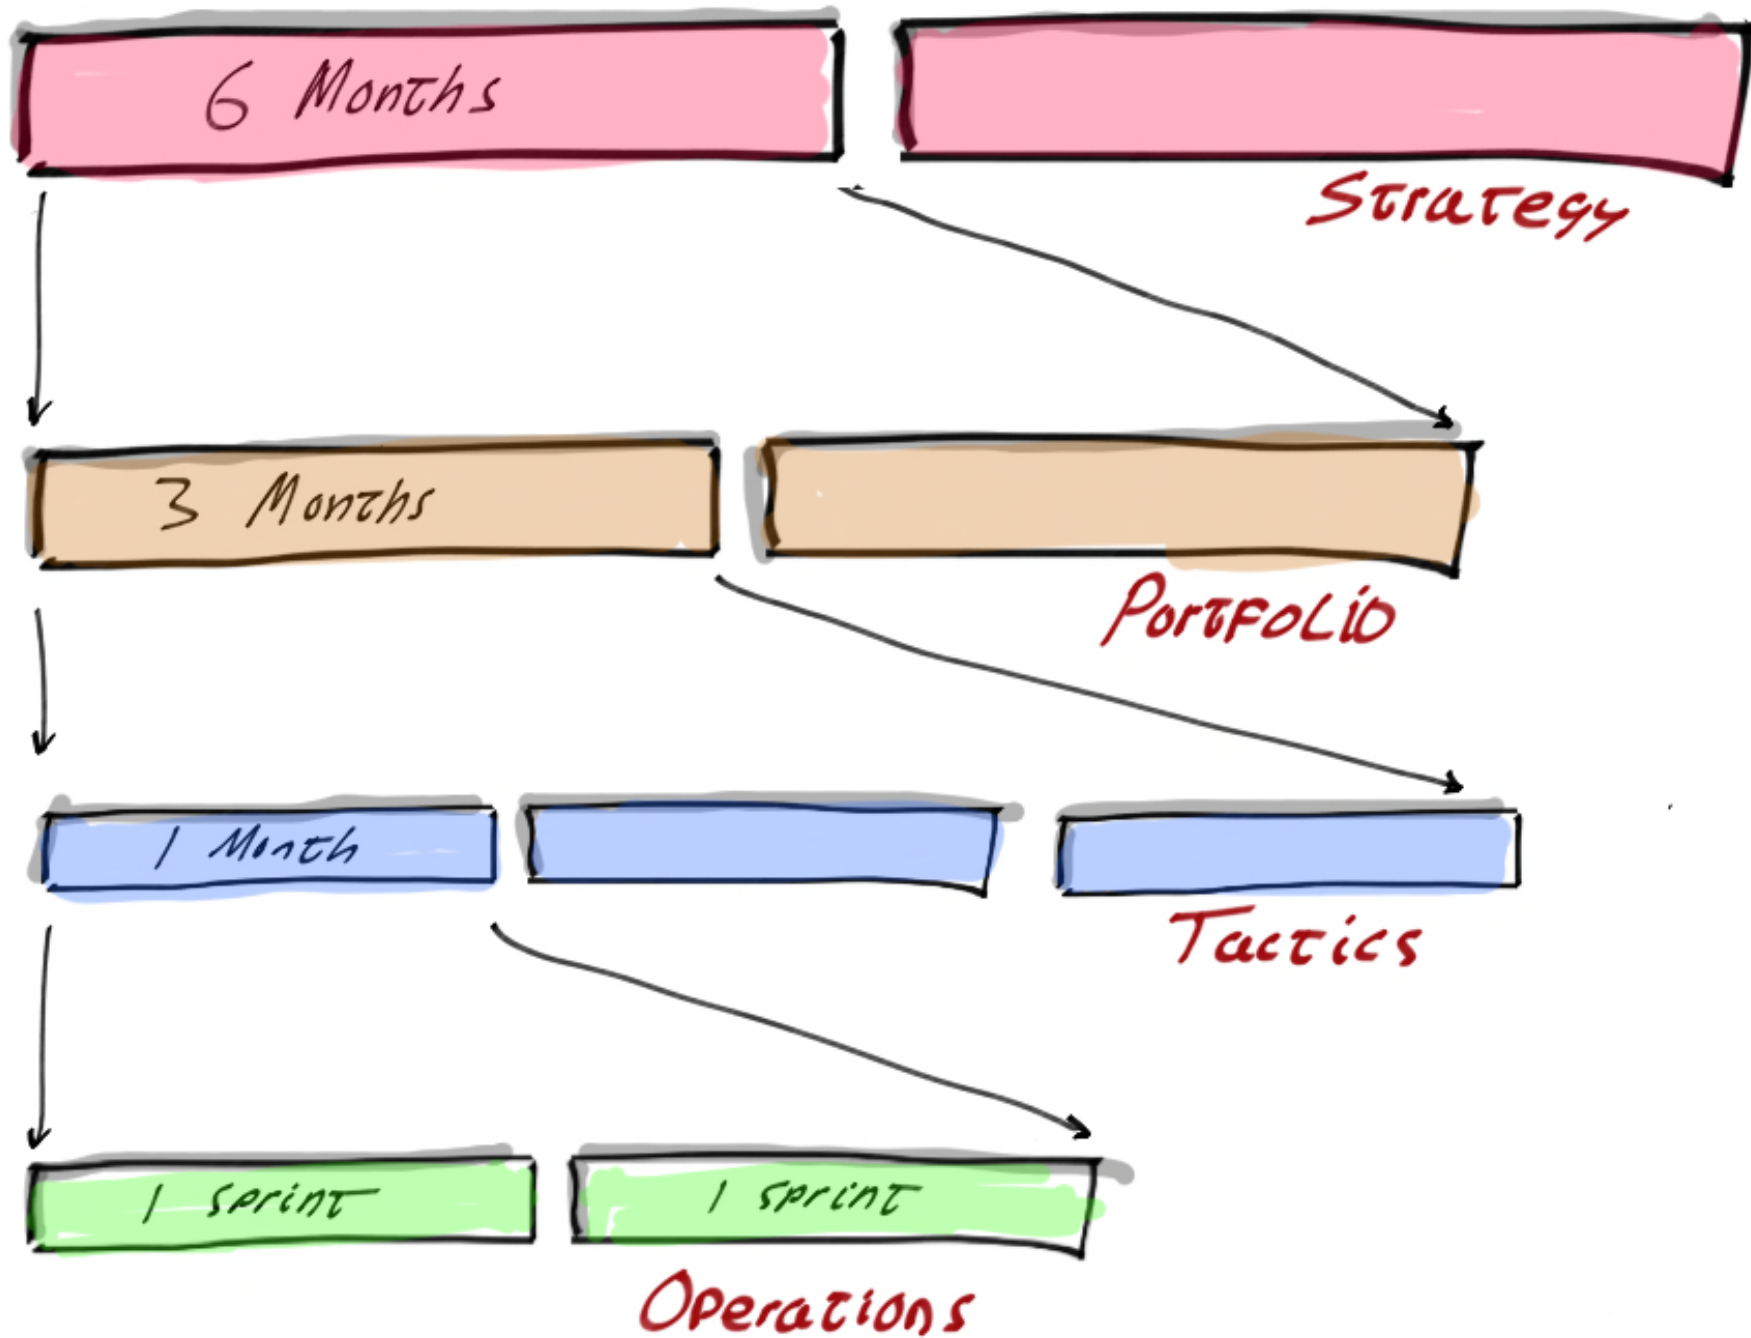 6 Months
Strategy
3 Months
Portfolio
1 Month
Tactics
1 sprint
1 sprint
Operations